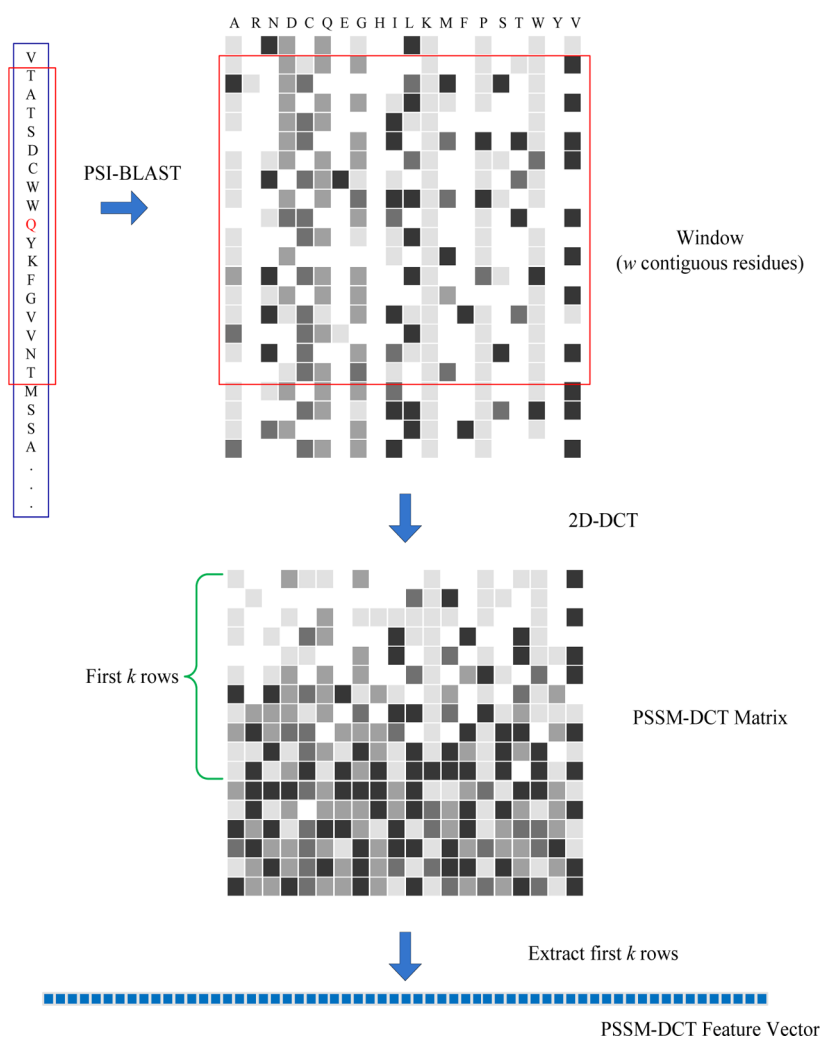 A R N D C Q E G H I L K M F P S T W Y V
V
T
A
T
S
D
C
W
W
Q
Y
K
F
G
V
V
N
T
M
S
S
A
.
.
.
PSI-BLAST
Window
(w contiguous residues)
2D-DCT
First k rows
PSSM-DCT Matrix
Extract first k rows
PSSM-DCT Feature Vector